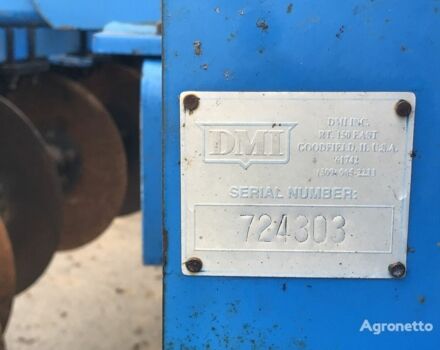 DMI
DMI INC.
RT. 150 EAST
GOODFIELD, IL U.S.A.
61742
SERIAL NUMBER:
724303
Agronetto